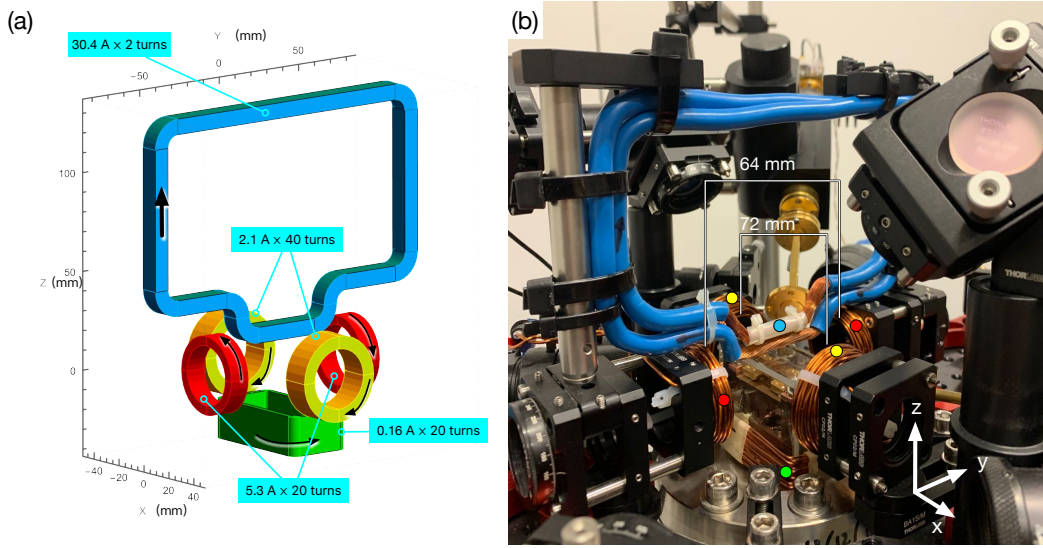 (a)
Y (mm)
-50
0
50
30.4 A × 2 turns
100
50
0
Z (mm)
2.1 A × 40 turns
0.16 A × 20 turns
5.3 A × 20 turns
-40
-20
0
20
40
X (mm)
(b)
64 mm
72 mm
THORLABS
z
y
x